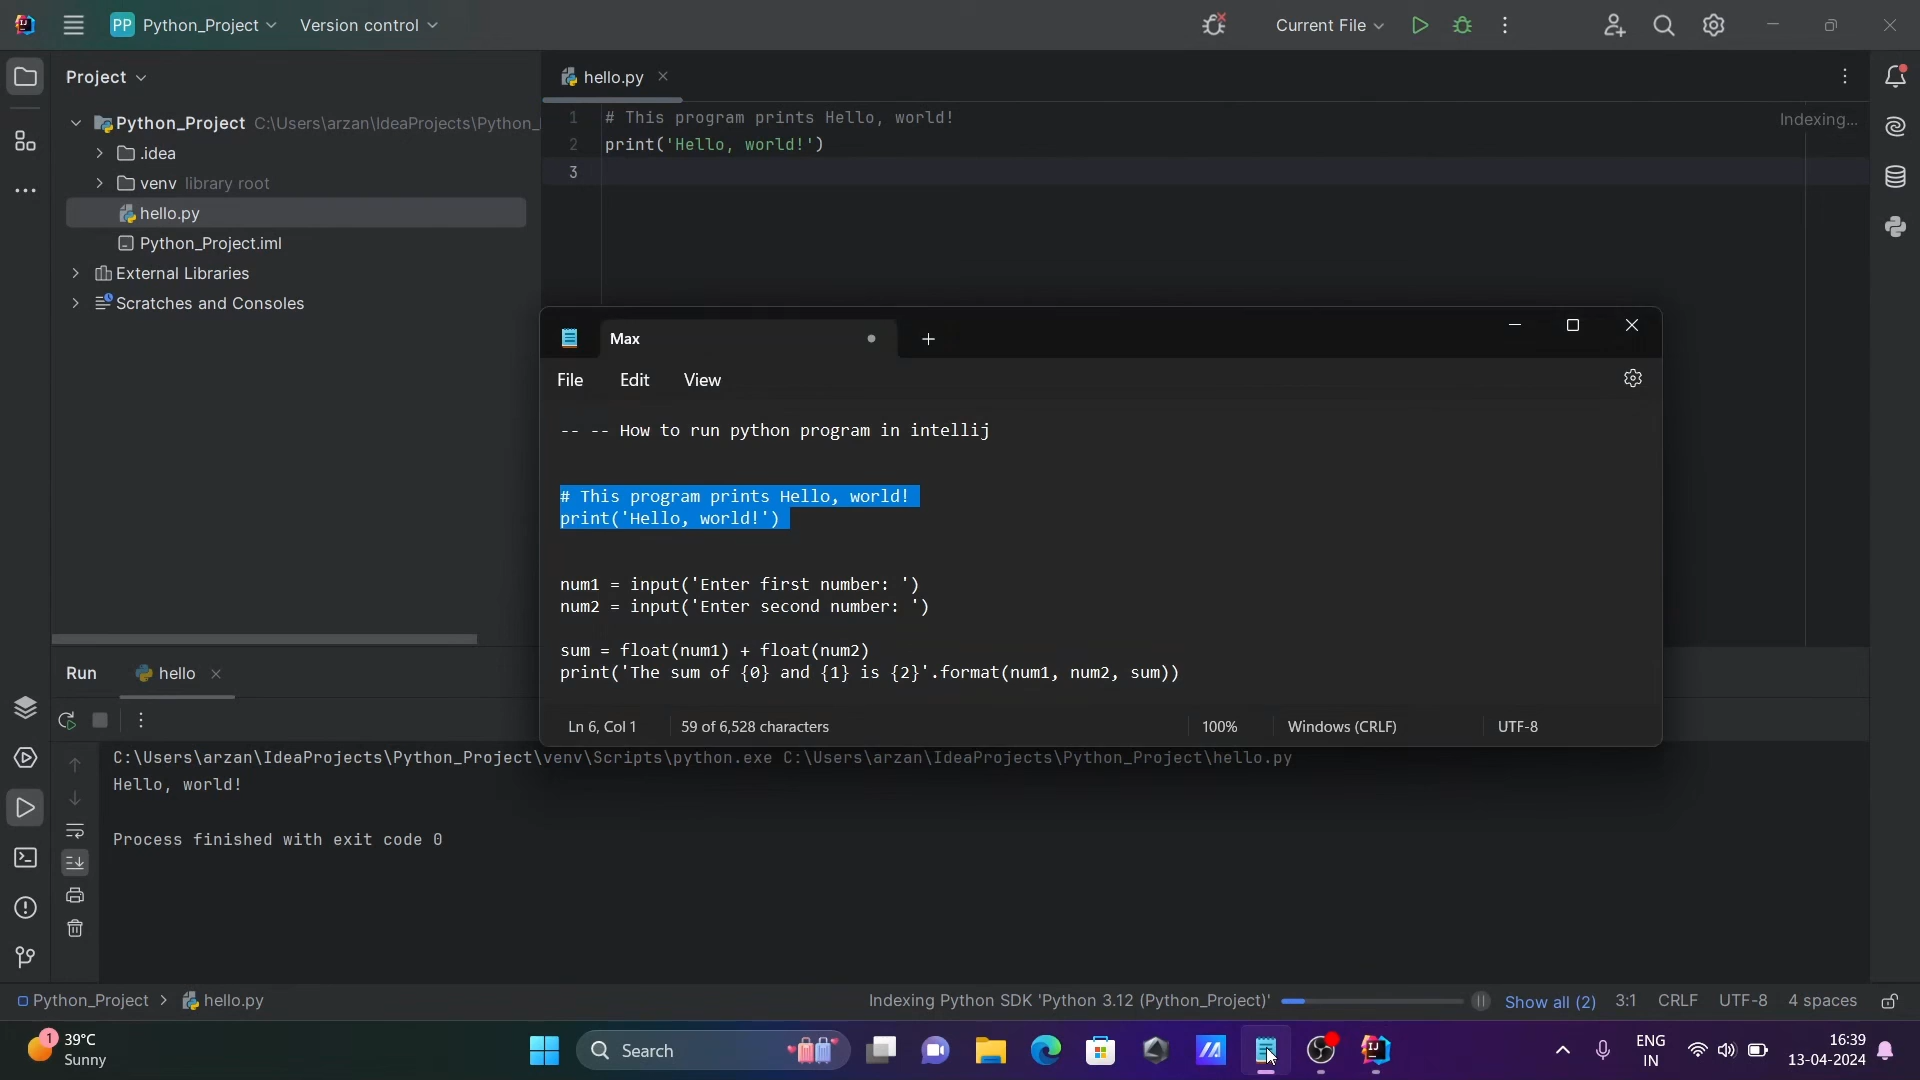 PP Python_Project Version control Current File
Project
hello.py
Python_Project C:\Users\arzan\IdeaProjects\Python_
.idea
venv library root
hello.py
Python_Project.iml
External Libraries
Scratches and Consoles
1 # This program prints Hello, world!
2 print('Hello, world!')
3
Indexing...
Max
File Edit View
-- -- How to run python program in intellij
# This program prints Hello, world!
print('Hello, world!')
num1 = input('Enter first number: ')
num2 = input('Enter second number: ')
sum = float(num1) + float(num2)
print('The sum of {0} and {1} is {2}'.format(num1, num2, sum))
Ln 6, Col 1 59 of 6,528 characters 100% Windows (CRLF) UTF-8
Run hello
C:\Users\arzan\IdeaProjects\Python_Project\venv\Scripts\python.exe C:\Users\arzan\IdeaProjects\Python_Project\hello.py
Hello, world!
Process finished with exit code 0
Python_Project > hello.py Indexing Python SDK 'Python 3.12 (Python_Project)' Show all (2) 3:1 CRLF UTF-8 4 spaces
1 39°C
Sunny
Search
ENG
IN
16:39
13-04-2024